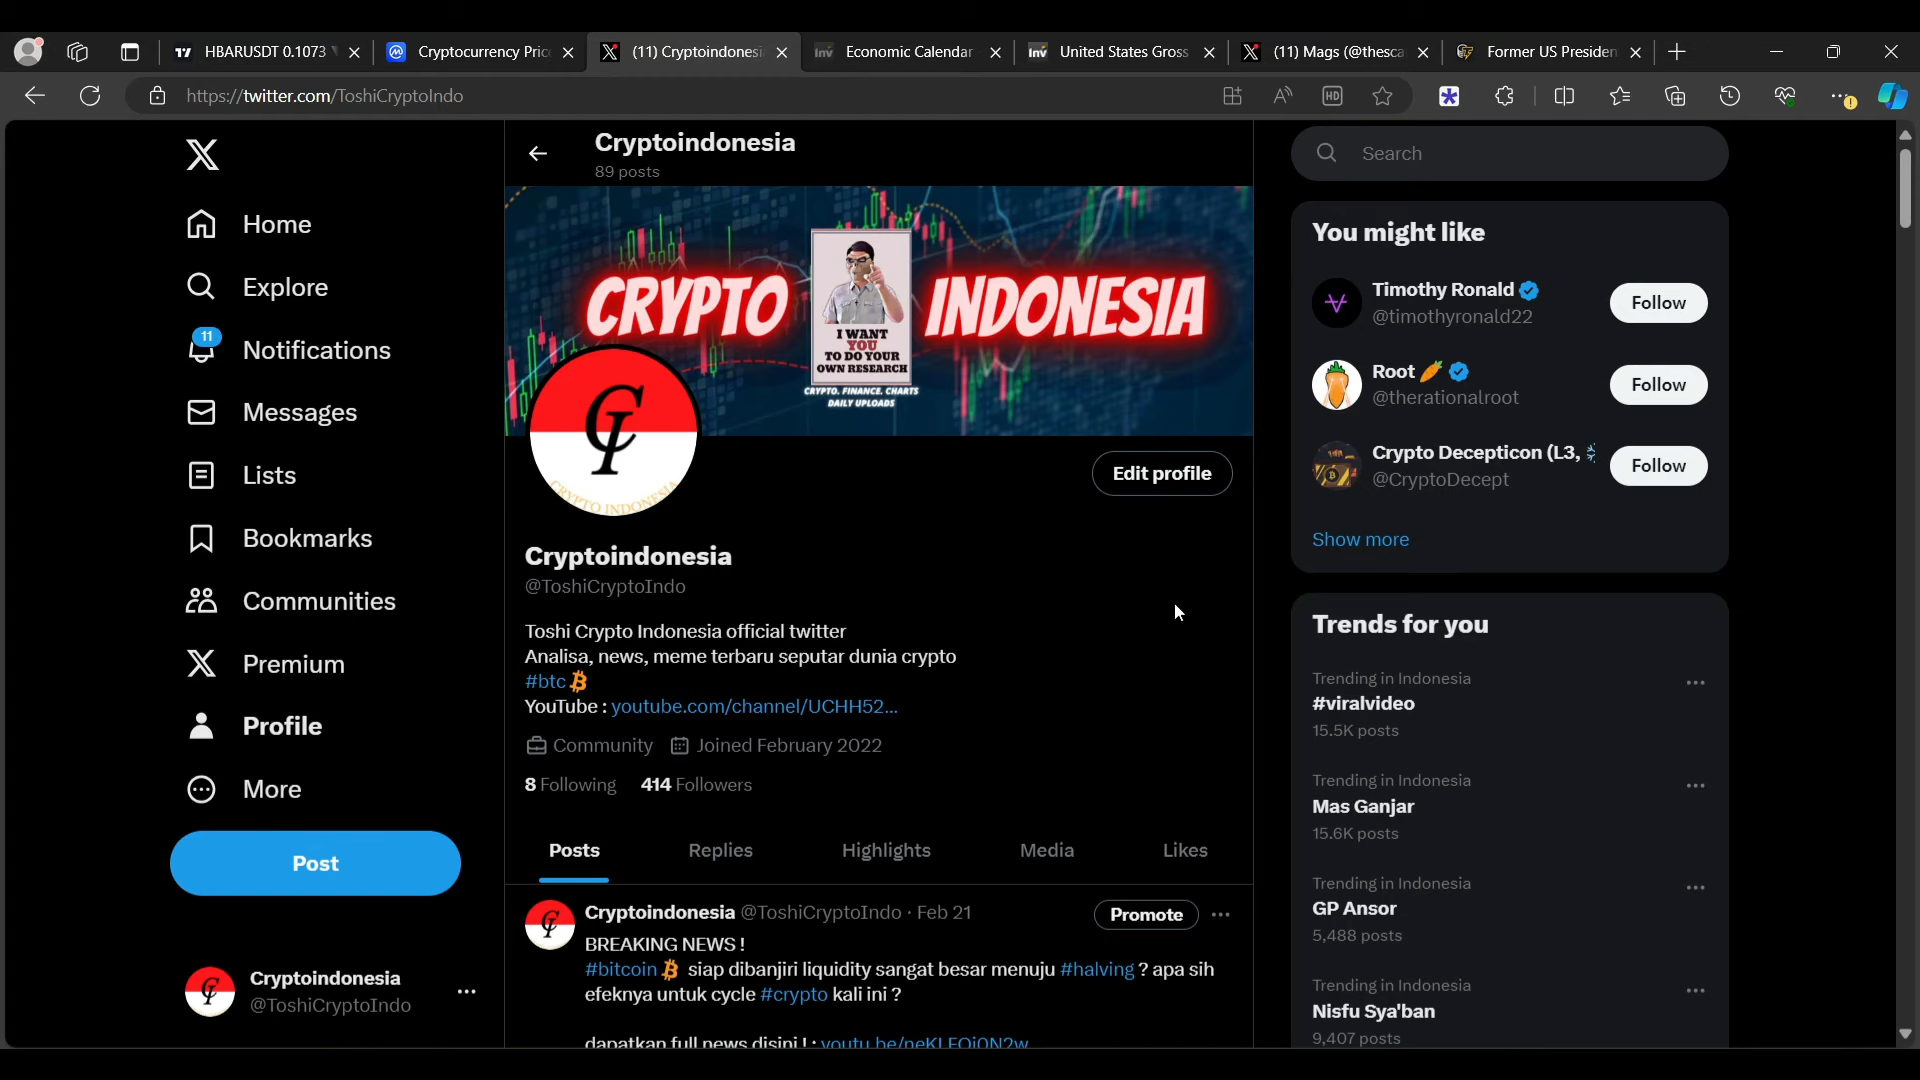 HBARUSDT 0.1073
Cryptocurrency Pric
(11) Cryptoindonesi
Economic Calendar
United States Gross
(11) Mags (@thesca
Former US Presiden
https://twitter.com/ToshiCryptoIndo
HD
Cryptoindonesia
89 posts
Search
Home
Explore
11
Notifications
Messages
Lists
Bookmarks
Communities
Premium
Profile
More
Post
Cryptoindonesia
@ToshiCryptoIndo
CRYPTO INDONESIA
I WANT
YOU
TO DO YOUR
OWN RESEARCH
CRYPTO. FINANCE. CHARTS
DAILY UPLOADS
CRYPTO INDONESIA
Edit profile
Cryptoindonesia
@ToshiCryptoIndo
Toshi Crypto Indonesia official twitter
Analisa, news, meme terbaru seputar dunia crypto
#btc
YouTube : youtube.com/channel/UCHH52...
Community Joined February 2022
8 Following 414 Followers
Posts Replies Highlights Media Likes
Cryptoindonesia @ToshiCryptoIndo · Feb 21
Promote
BREAKING NEWS !
#bitcoin siap dibanjiri liquidity sangat besar menuju #halving ? apa sih
efeknya untuk cycle #crypto kali ini ?
dapatkan full news disini ! :
You might like
Timothy Ronald
@timothyronald22
Follow
Root
@therationalroot
Follow
Crypto Decepticon (L3,
@CryptoDecept
Follow
Show more
Trends for you
Trending in Indonesia
#viralvideo
15.5K posts
Trending in Indonesia
Mas Ganjar
15.6K posts
Trending in Indonesia
GP Ansor
5,488 posts
Trending in Indonesia
Nisfu Sya'ban
9,407 posts